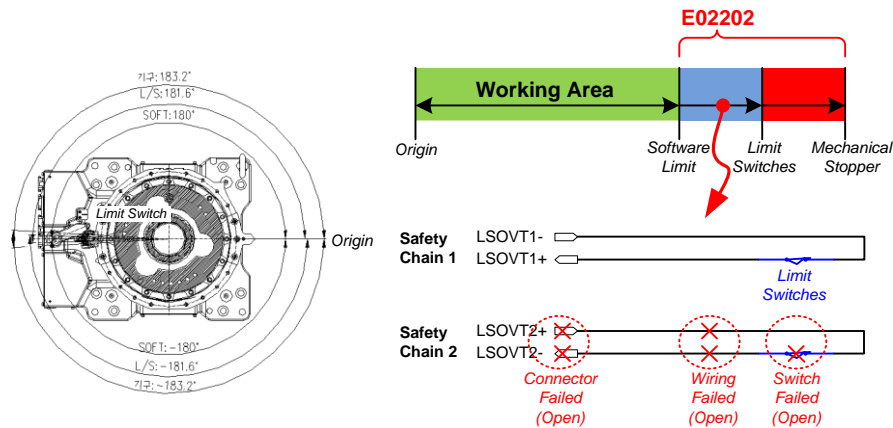 기구:183.2°
L/S:181.6°
SOFT:180°
Limit Switch
Origin
SOFT:-180°
L/S:-181.6°
기구:-183.2°
E02202
Working Area
Origin
Software
Limit
Limit
Switches
Mechanical
Stopper
Safety
Chain 1
LSOVT1-
LSOVT1+
Limit
Switches
Safety
Chain 2
LSOVT2+
LSOVT2-
Connector
Failed
(Open)
Wiring
Failed
(Open)
Switch
Failed
(Open)